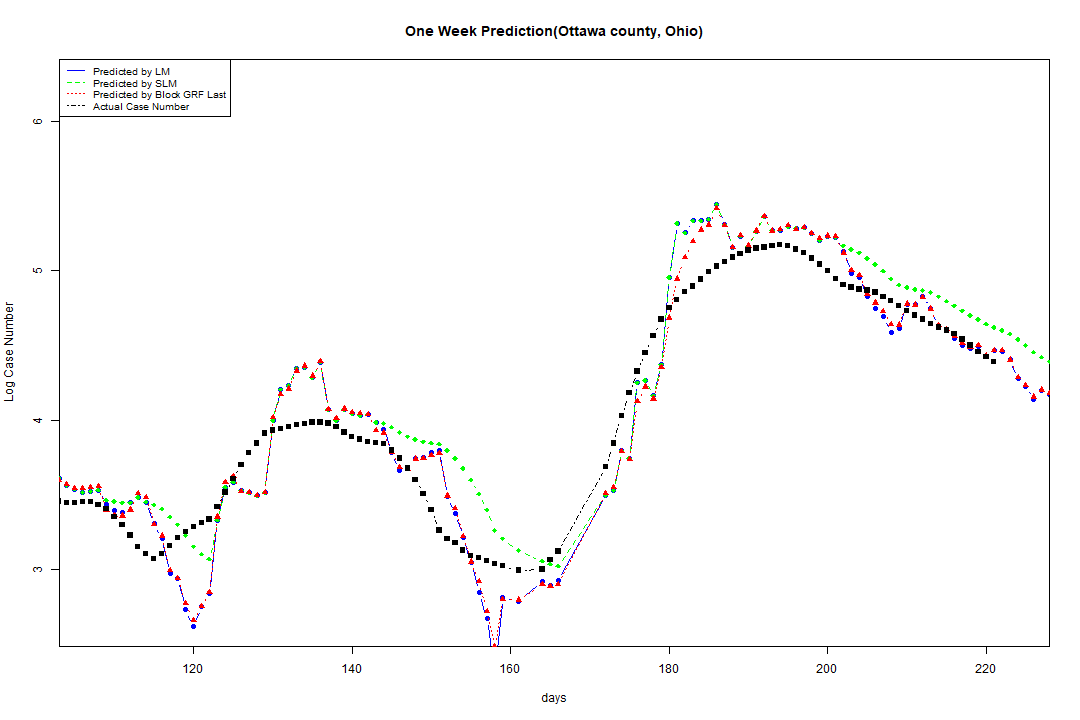 One Week Prediction(Ottawa county, Ohio)
Predicted by LM
Predicted by SLM
Predicted by Block GRF Last
Actual Case Number
6
5
4
3
Log Case Number
120 140 160 180 200 220
days